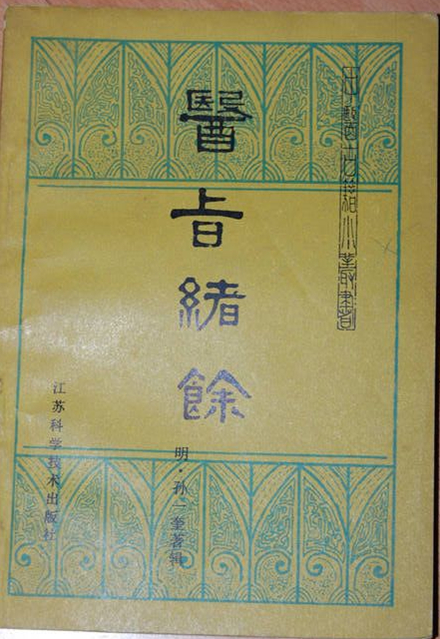 中醫古籍小叢書
醫旨緒餘
明·孙一奎著辑
江苏科学技术出版社